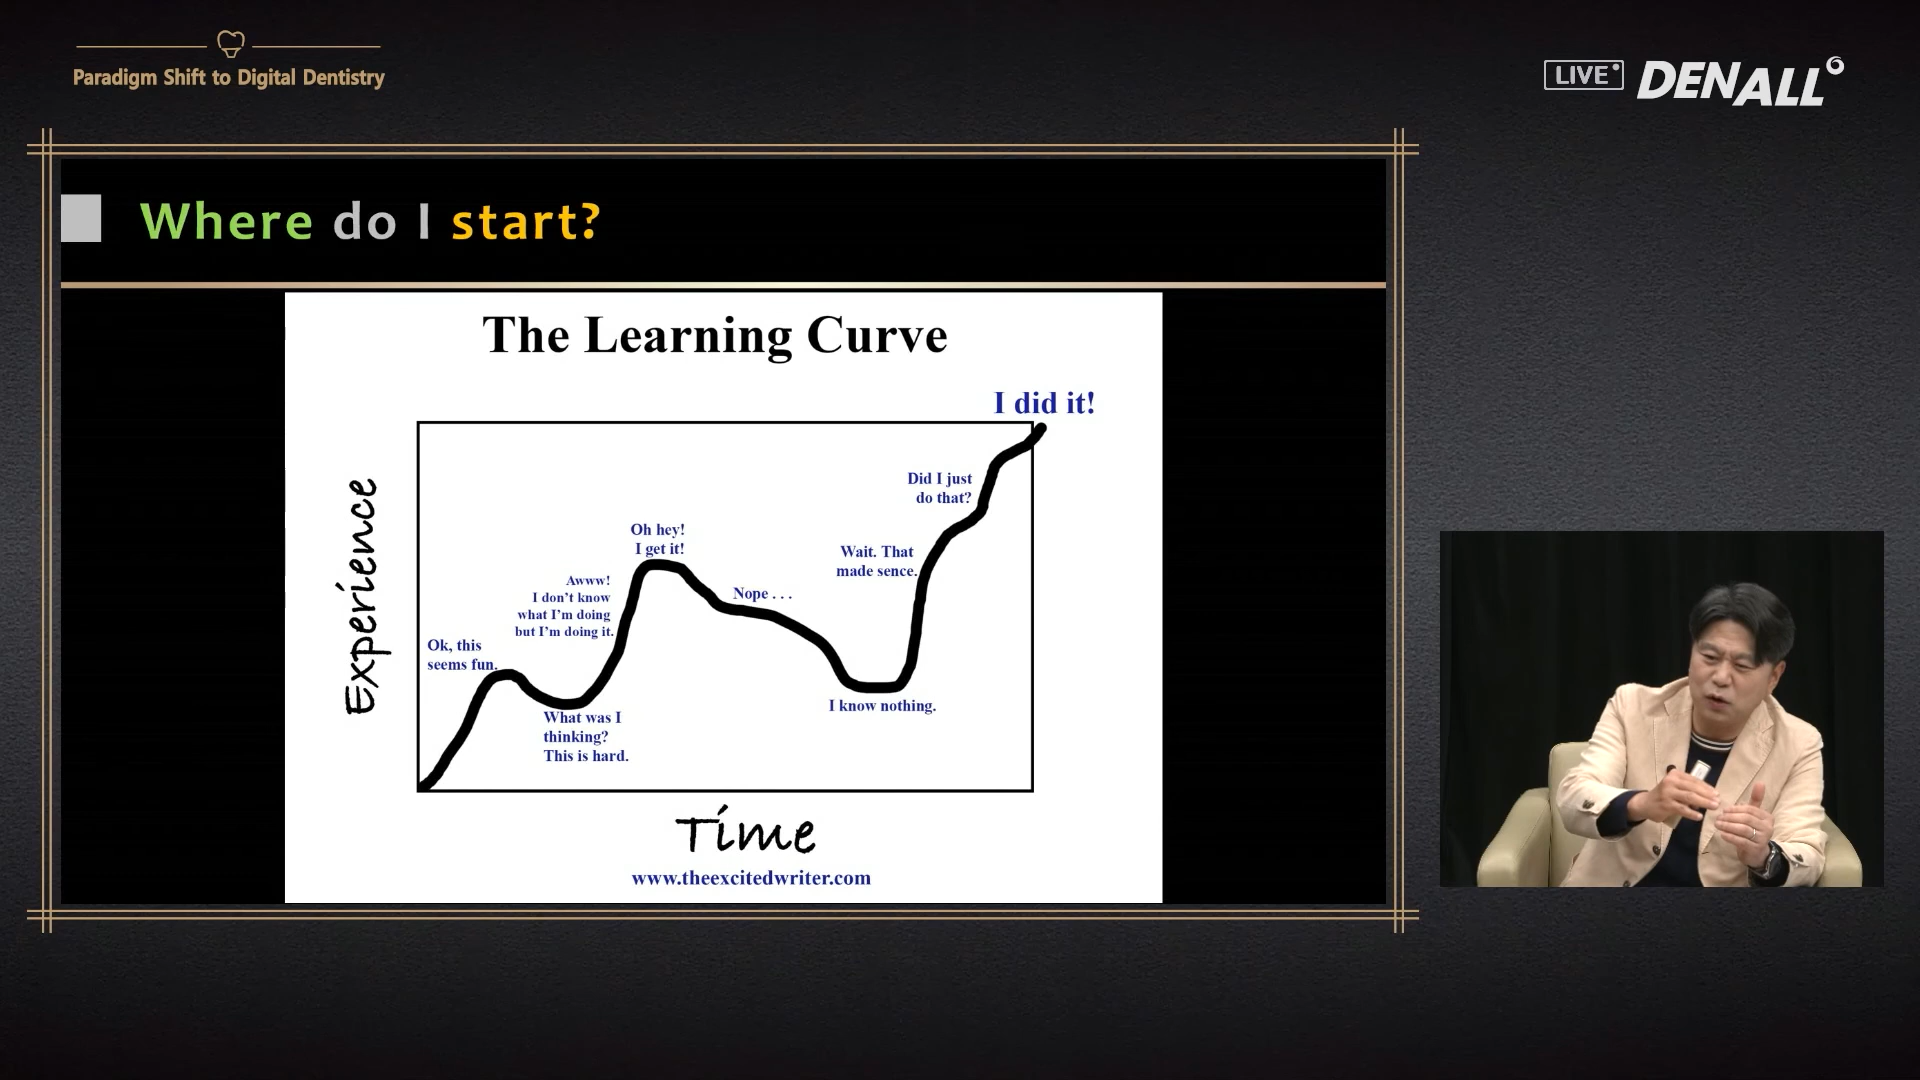 Paradigm Shift to Digital Dentistry
LIVE
DENALL
Where do I start?
The Learning Curve
I did it!
Did I just
do that?
Oh hey!
I get it!
Wait. That
made sence.
Awww!
I don't know
what I'm doing
but I'm doing it.
Nope . . .
Ok, this
seems fun.
I know nothing.
What was I
thinking?
This is hard.
Experience
Time
www.theexcitedwriter.com